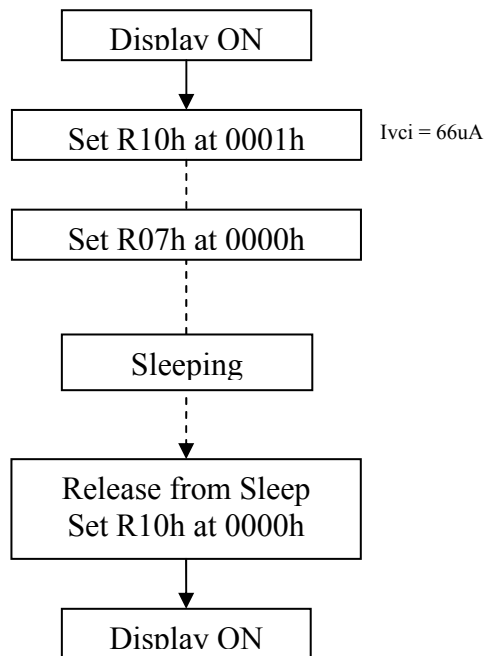 Display ON
Set R10h at 0001h
Ivci = 66uA
Set R07h at 0000h
Sleeping
Release from Sleep
Set R10h at 0000h
Display ON